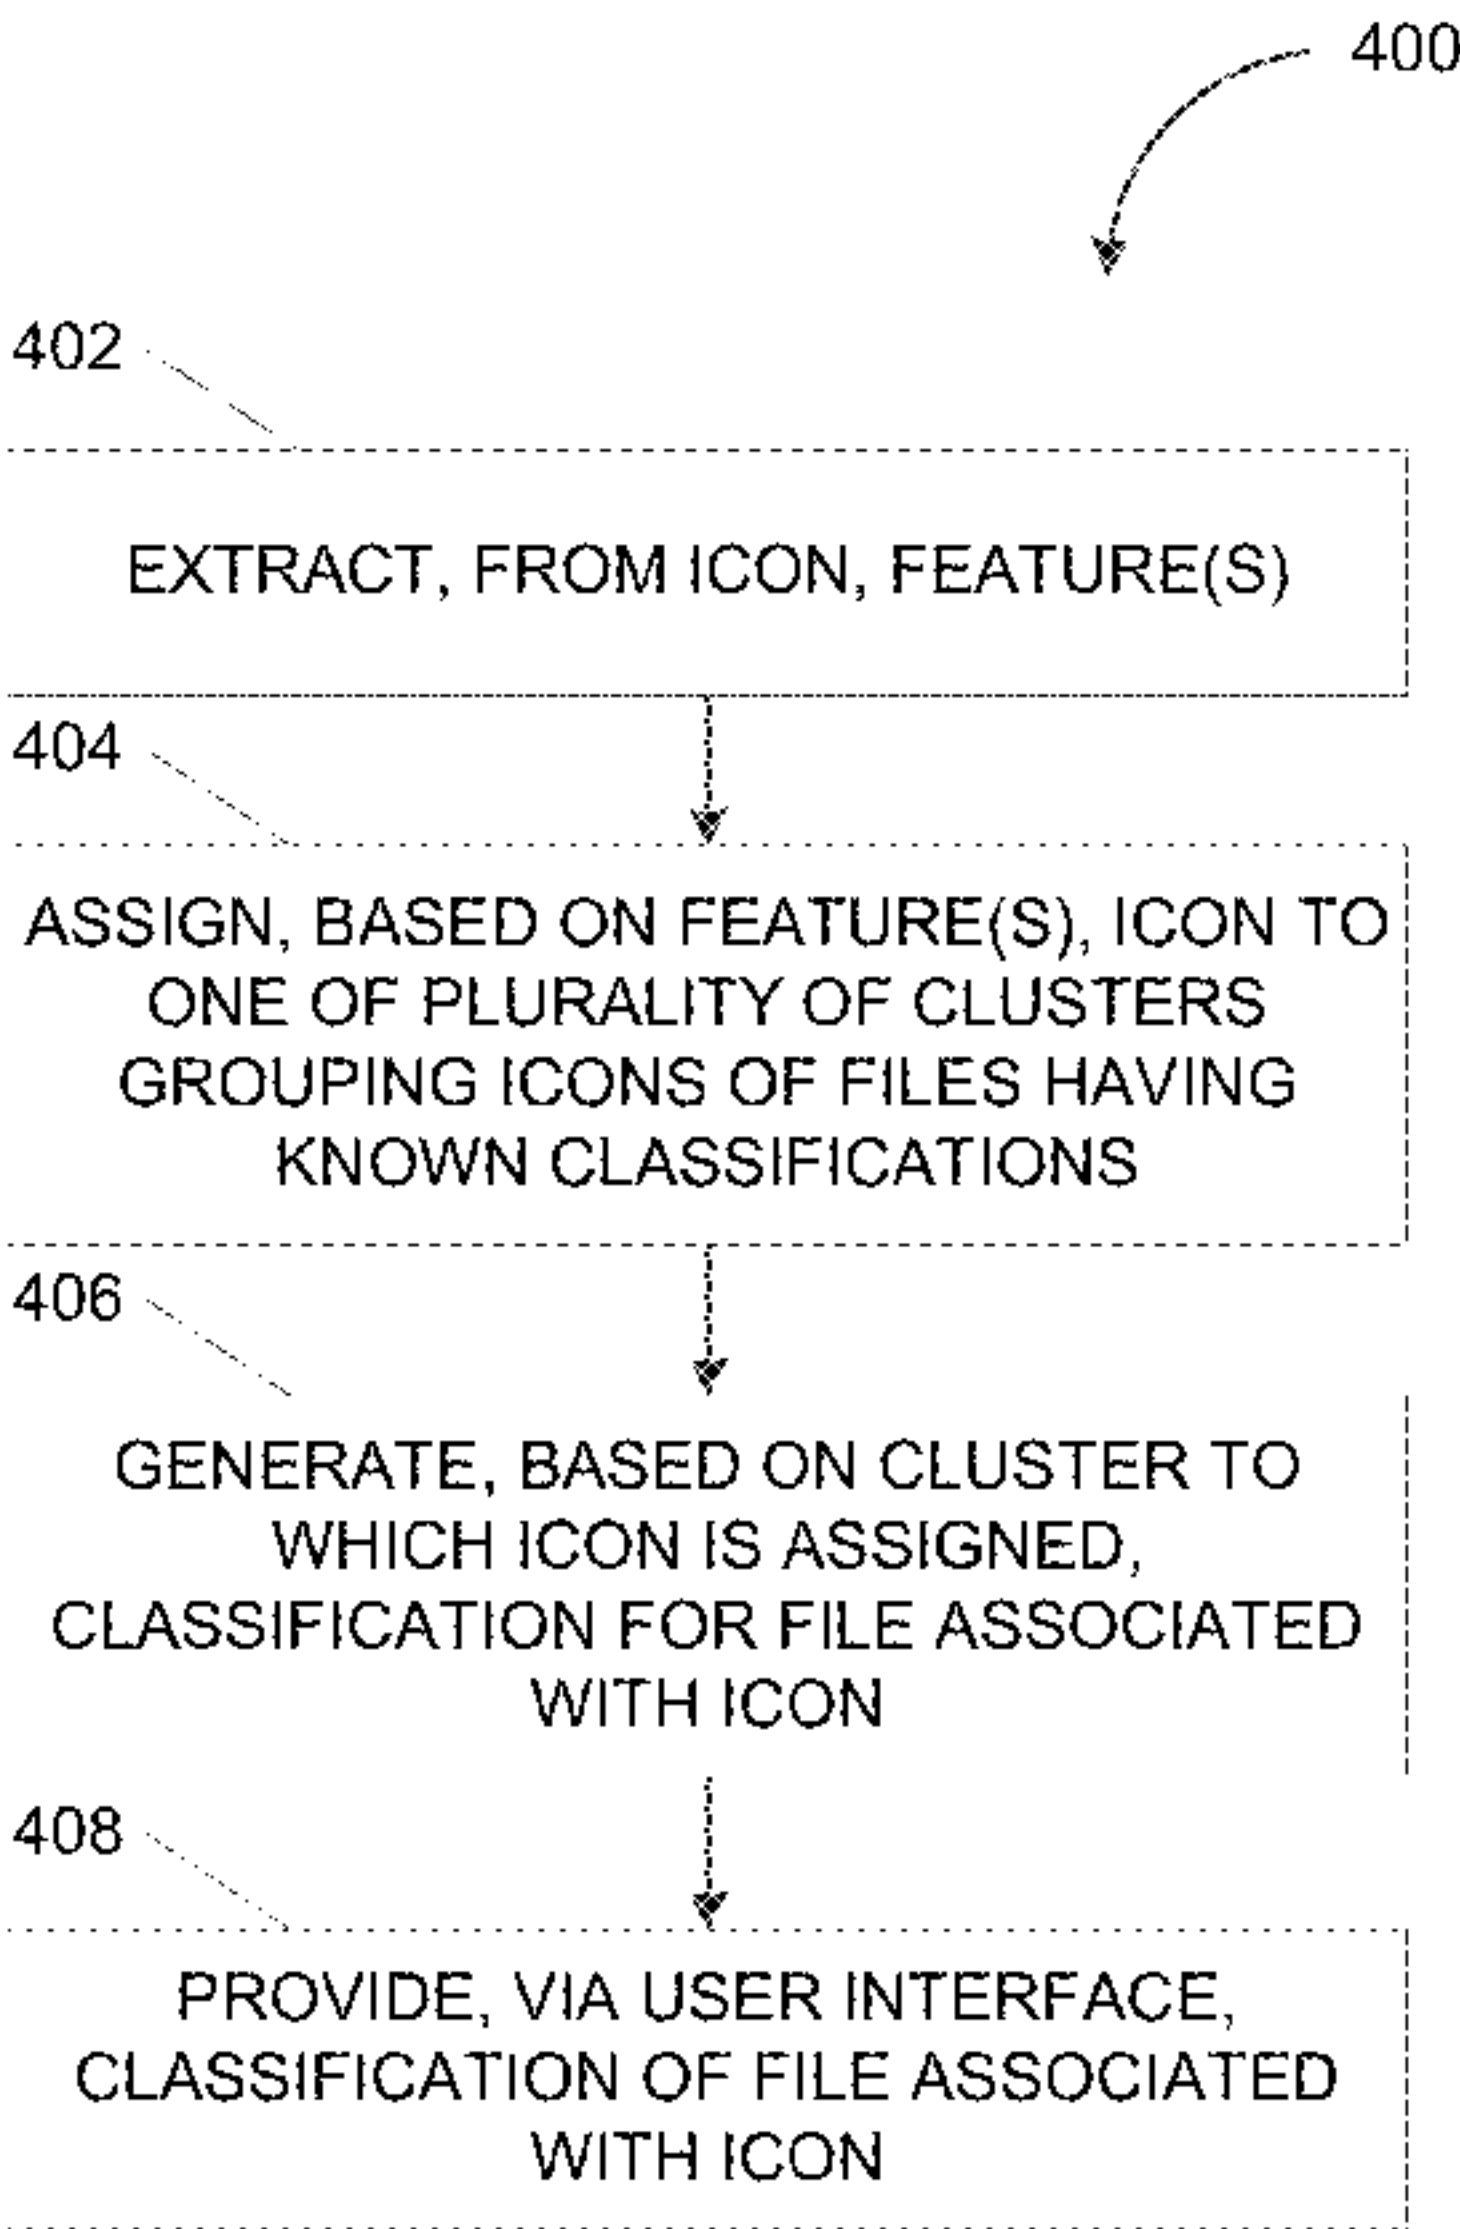 400
402
EXTRACT, FROM ICON, FEATURE(S)
404
ASSIGN, BASED ON FEATURE(S), ICON TO
ONE OF PLURALITY OF CLUSTERS
GROUPING ICONS OF FILES HAVING
KNOWN CLASSIFICATIONS
406
GENERATE, BASED ON CLUSTER TO
WHICH ICON IS ASSIGNED,
CLASSIFICATION FOR FILE ASSOCIATED
WITH ICON
408
PROVIDE, VIA USER INTERFACE,
CLASSIFICATION OF FILE ASSOCIATED
WITH ICON